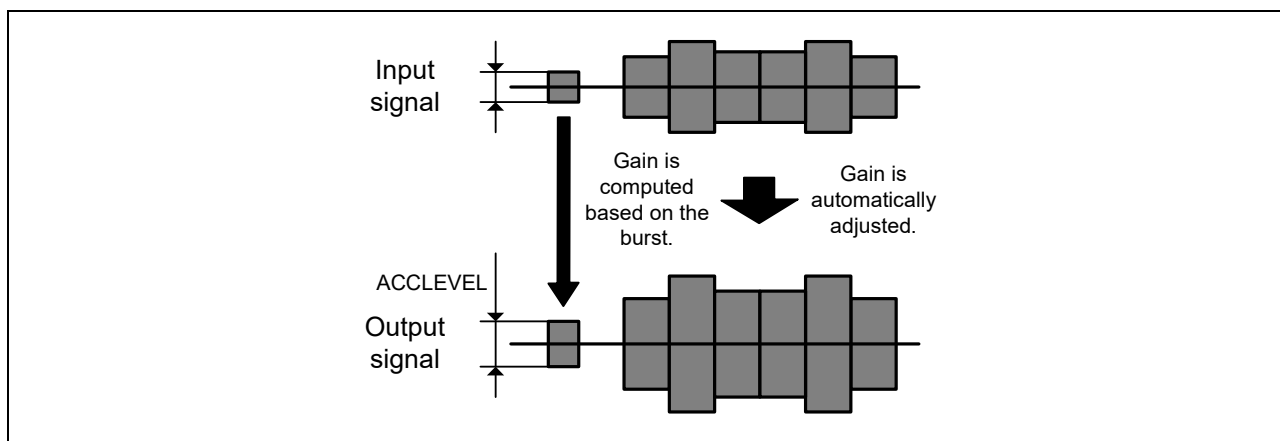 Input
signal
Gain is
computed
based on the
burst.
Gain is
automatically
adjusted.
ACCLEVEL
Output
signal